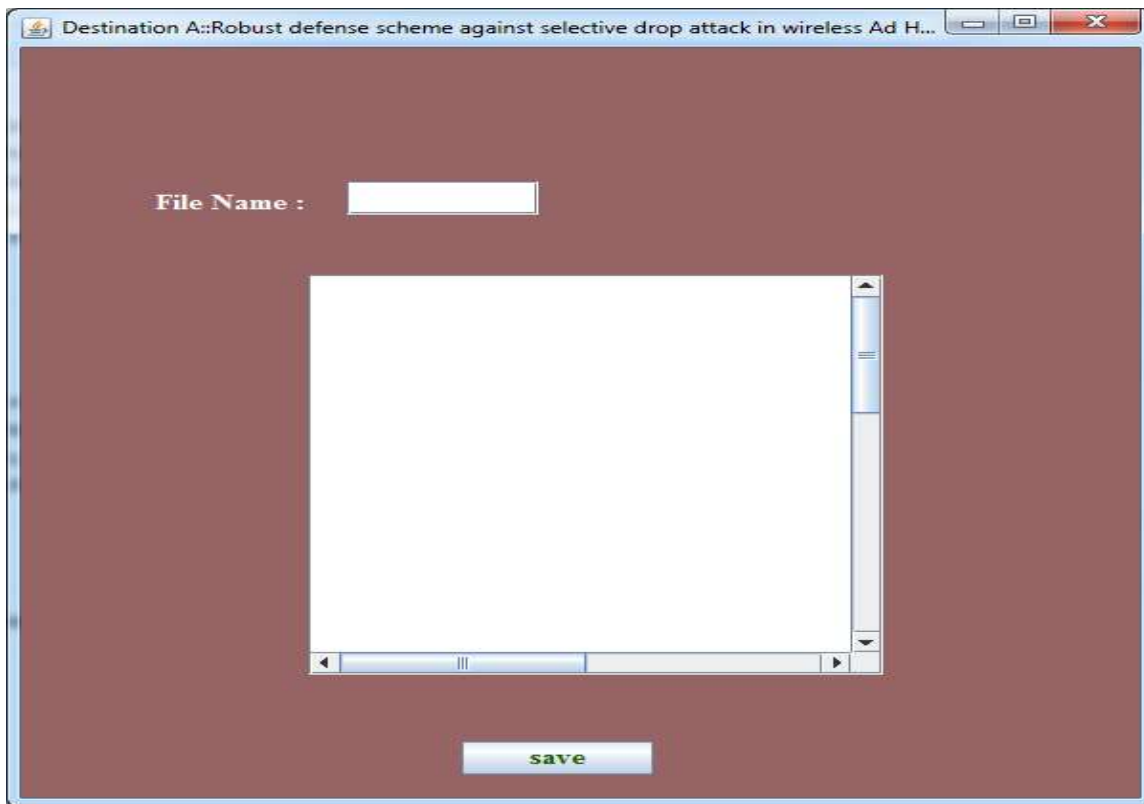 Destination A::Robust defense scheme against selective drop attack in wireless Ad H...
File Name :
save